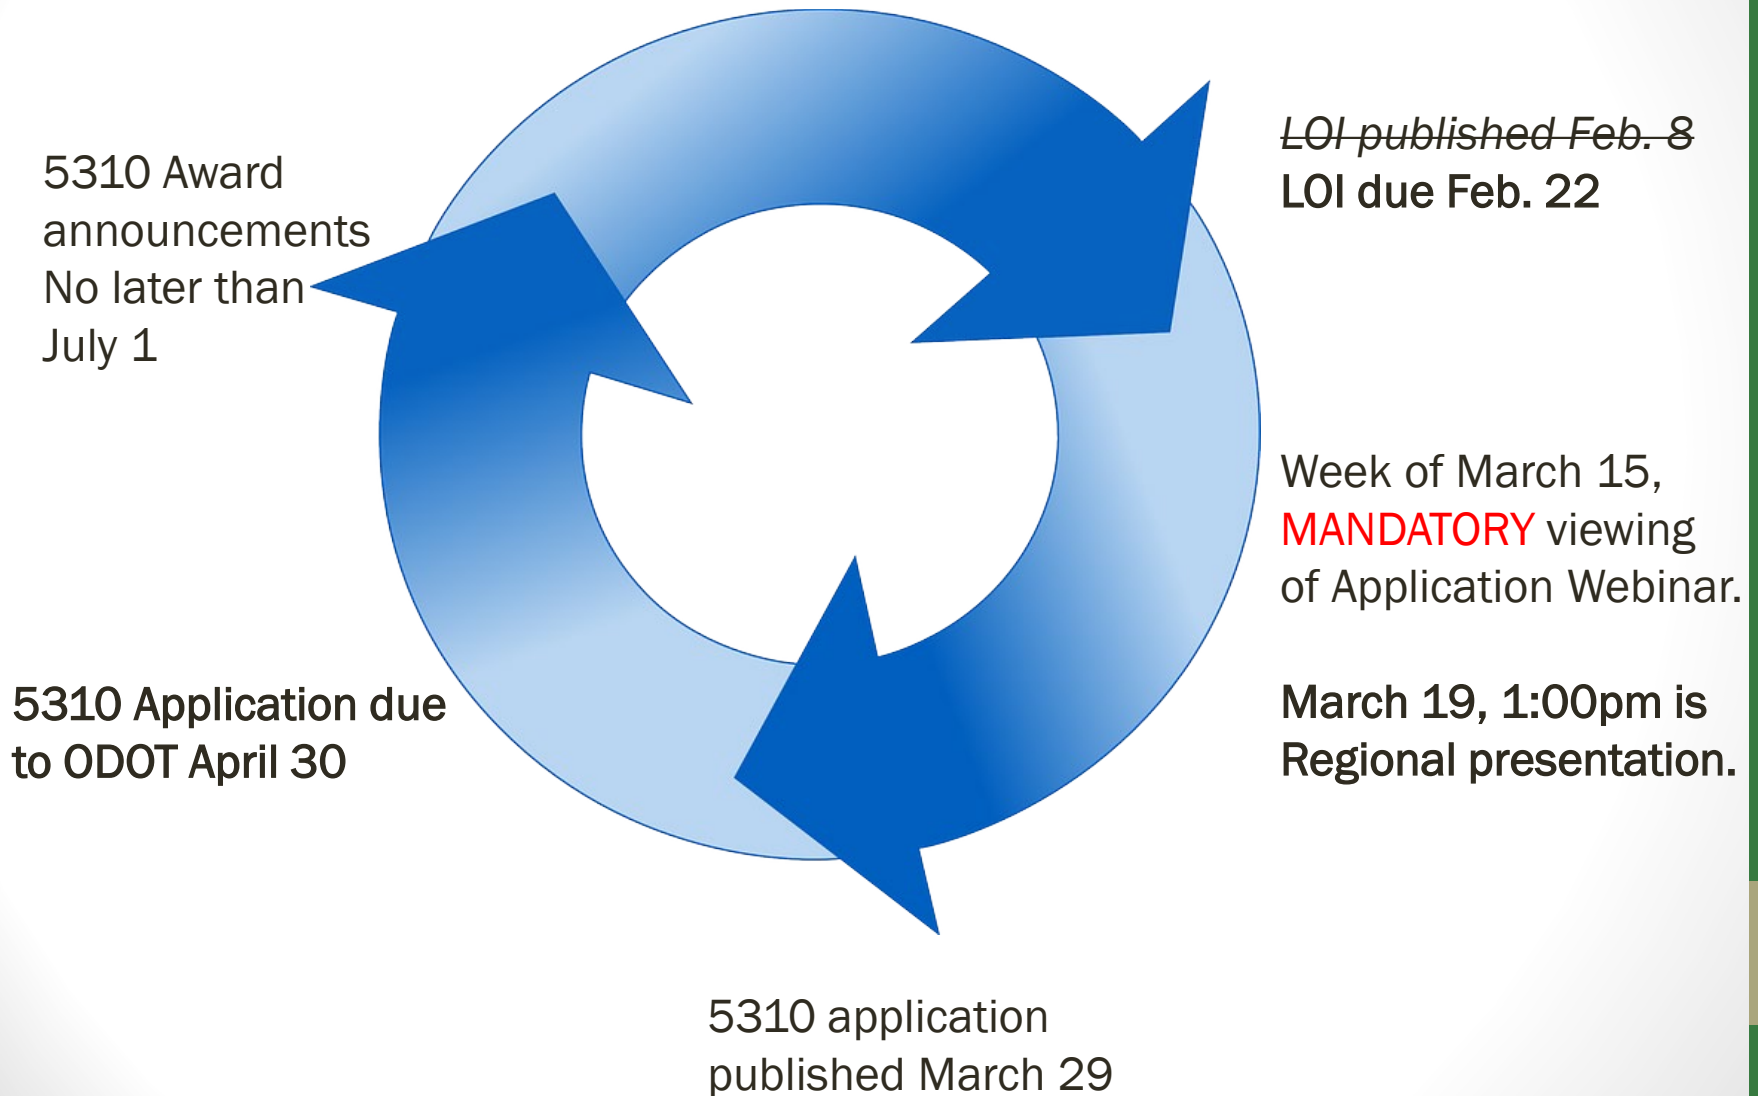 LOI published Feb. 8
LOI due Feb. 22
Week of March 15,
MANDATORY viewing
of Application Webinar.
March 19, 1:00pm is
Regional presentation.
5310 application
published March 29
5310 Application due
to ODOT April 30
5310 Award
announcements
No later than
July 1